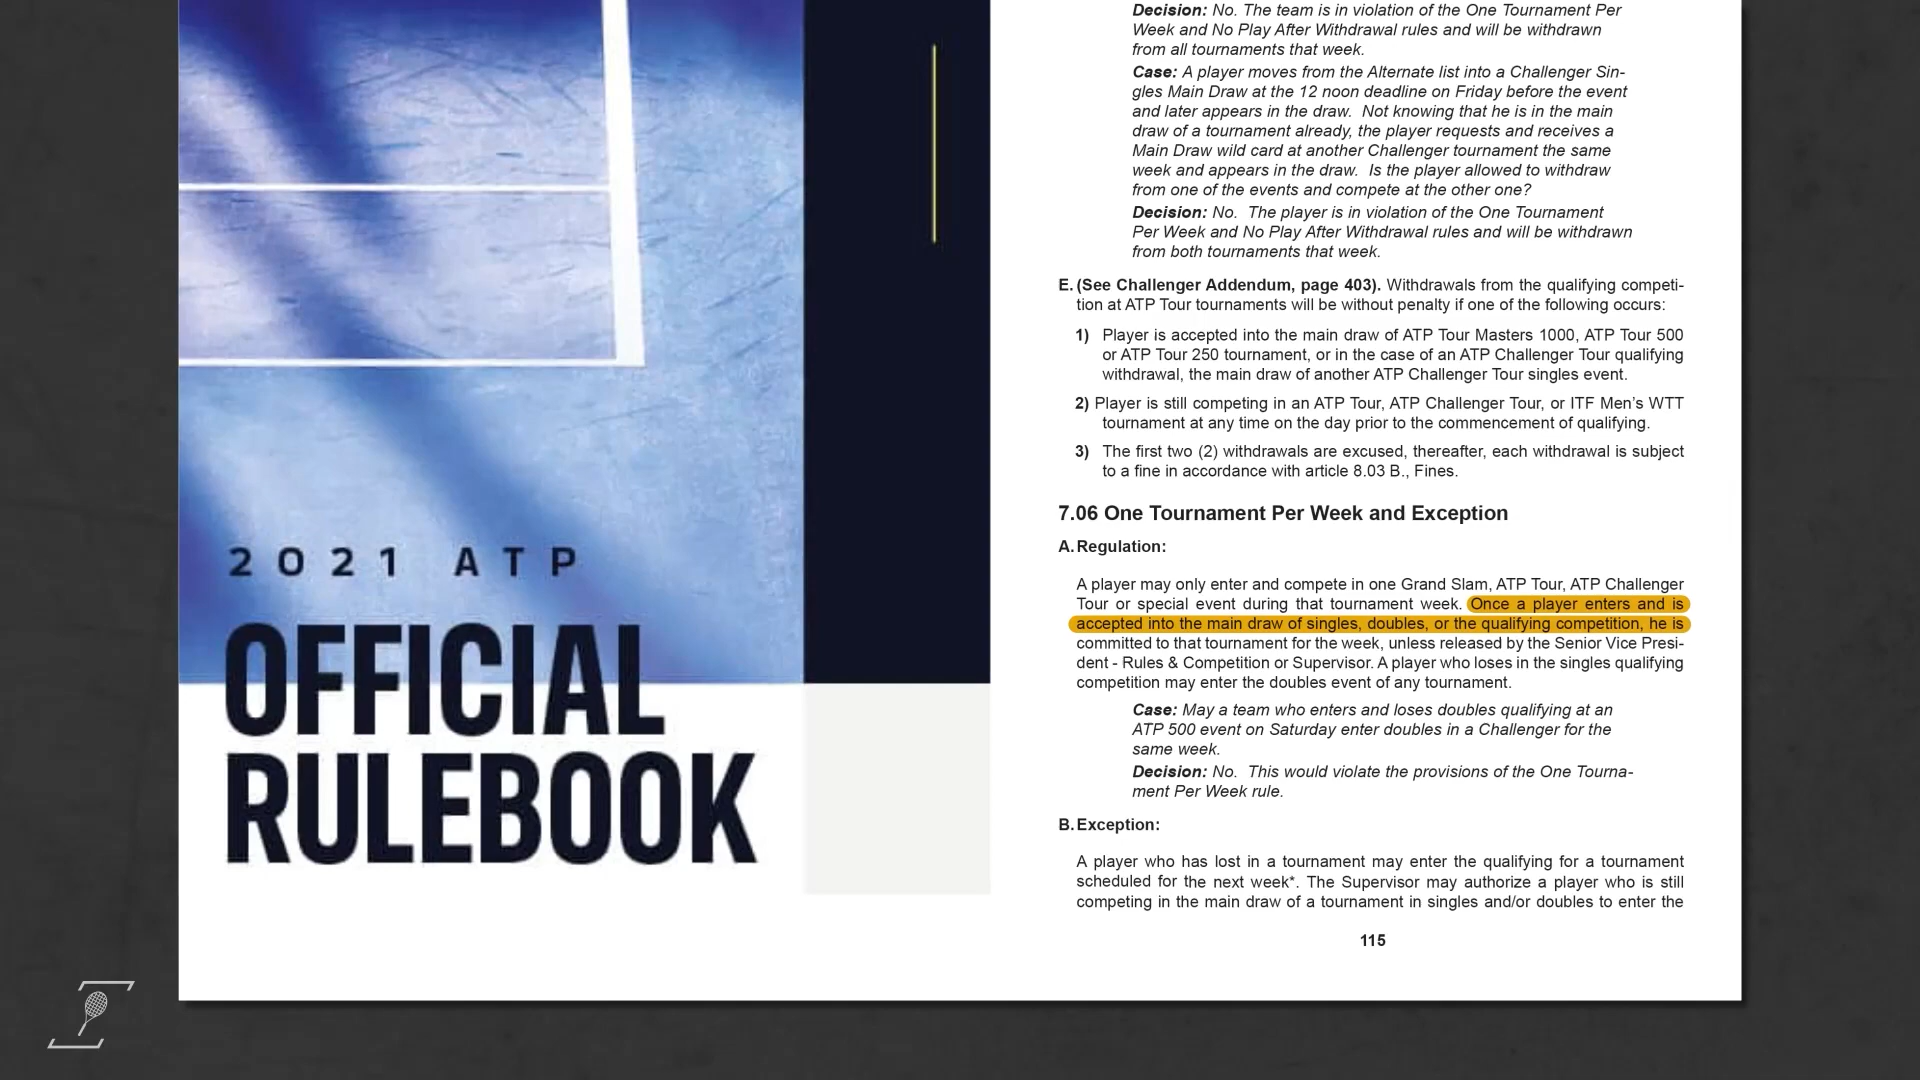 2021 ATP
OFFICIAL
RULEBOOK
Decision: No. The team is in violation of the One Tournament Per
Week and No Play After Withdrawal rules and will be withdrawn
from all tournaments that week.
Case: A player moves from the Alternate list into a Challenger Sin-
gles Main Draw at the 12 noon deadline on Friday before the event
and later appears in the draw. Not knowing that he is in the main
draw of a tournament already, the player requests and receives a
Main Draw wild card at another Challenger tournament the same
week and appears in the draw. Is the player allowed to withdraw
from one of the events and compete at the other one?
Decision: No. The player is in violation of the One Tournament
Per Week and No Play After Withdrawal rules and will be withdrawn
from both tournaments that week.
E. (See Challenger Addendum, page 403). Withdrawals from the qualifying competi-
tion at ATP Tour tournaments will be without penalty if one of the following occurs:
1) Player is accepted into the main draw of ATP Tour Masters 1000, ATP Tour 500
or ATP Tour 250 tournament, or in the case of an ATP Challenger Tour qualifying
withdrawal, the main draw of another ATP Challenger Tour singles event.
2) Player is still competing in an ATP Tour, ATP Challenger Tour, or ITF Men's WTT
tournament at any time on the day prior to the commencement of qualifying.
3) The first two (2) withdrawals are excused, thereafter, each withdrawal is subject
to a fine in accordance with article 8.03 B., Fines.
7.06 One Tournament Per Week and Exception
A. Regulation:
A player may only enter and compete in one Grand Slam, ATP Tour, ATP Challenger
Tour or special event during that tournament week. Once a player enters and is
accepted into the main draw of singles, doubles, or the qualifying competition, he is
committed to that tournament for the week, unless released by the Senior Vice Presi-
dent - Rules & Competition or Supervisor. A player who loses in the singles qualifying
competition may enter the doubles event of any tournament.
Case: May a team who enters and loses doubles qualifying at an
ATP 500 event on Saturday enter doubles in a Challenger for the
same week.
Decision: No. This would violate the provisions of the One Tourna-
ment Per Week rule.
B. Exception:
A player who has lost in a tournament may enter the qualifying for a tournament
scheduled for the next week*. The Supervisor may authorize a player who is still
competing in the main draw of a tournament in singles and/or doubles to enter the
115